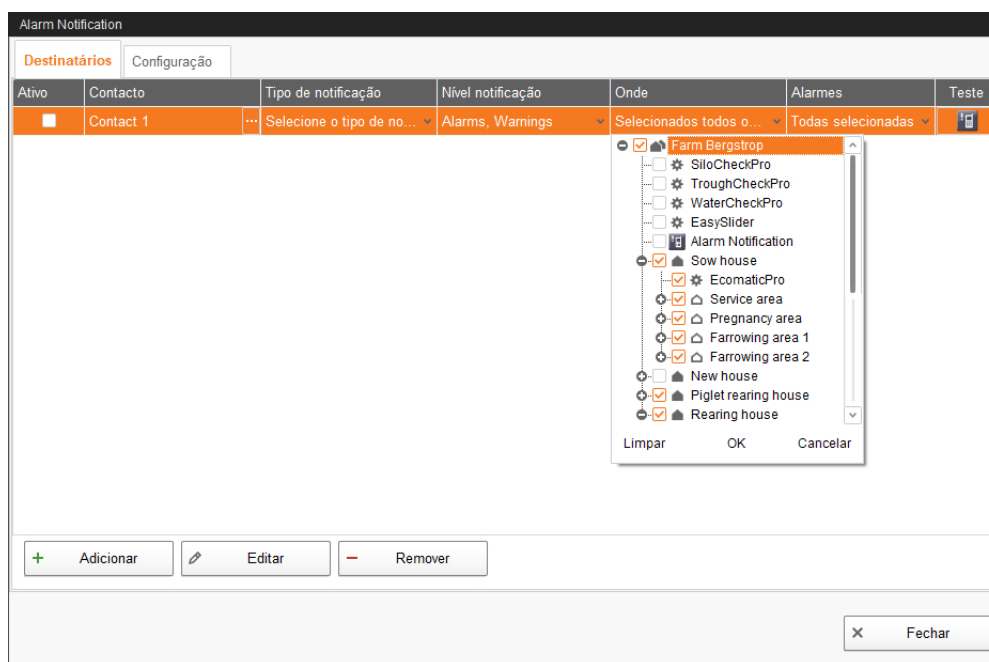 Alarm Notification
Destinatários Configuração
Ativo Contacto Tipo de notificação Nível notificação Onde Alarmes Teste
Contact 1 ... Selecione o tipo de no... Alarms, Warnings Selecionados todos o... Todas selecionadas
Farm Bergstrop
SiloCheckPro
TroughCheckPro
WaterCheckPro
EasySlider
Alarm Notification
Sow house
EcomaticPro
Service area
Pregnancy area
Farrowing area 1
Farrowing area 2
New house
Piglet rearing house
Rearing house
Limpar OK Cancelar
Adicionar Editar Remover
Fechar